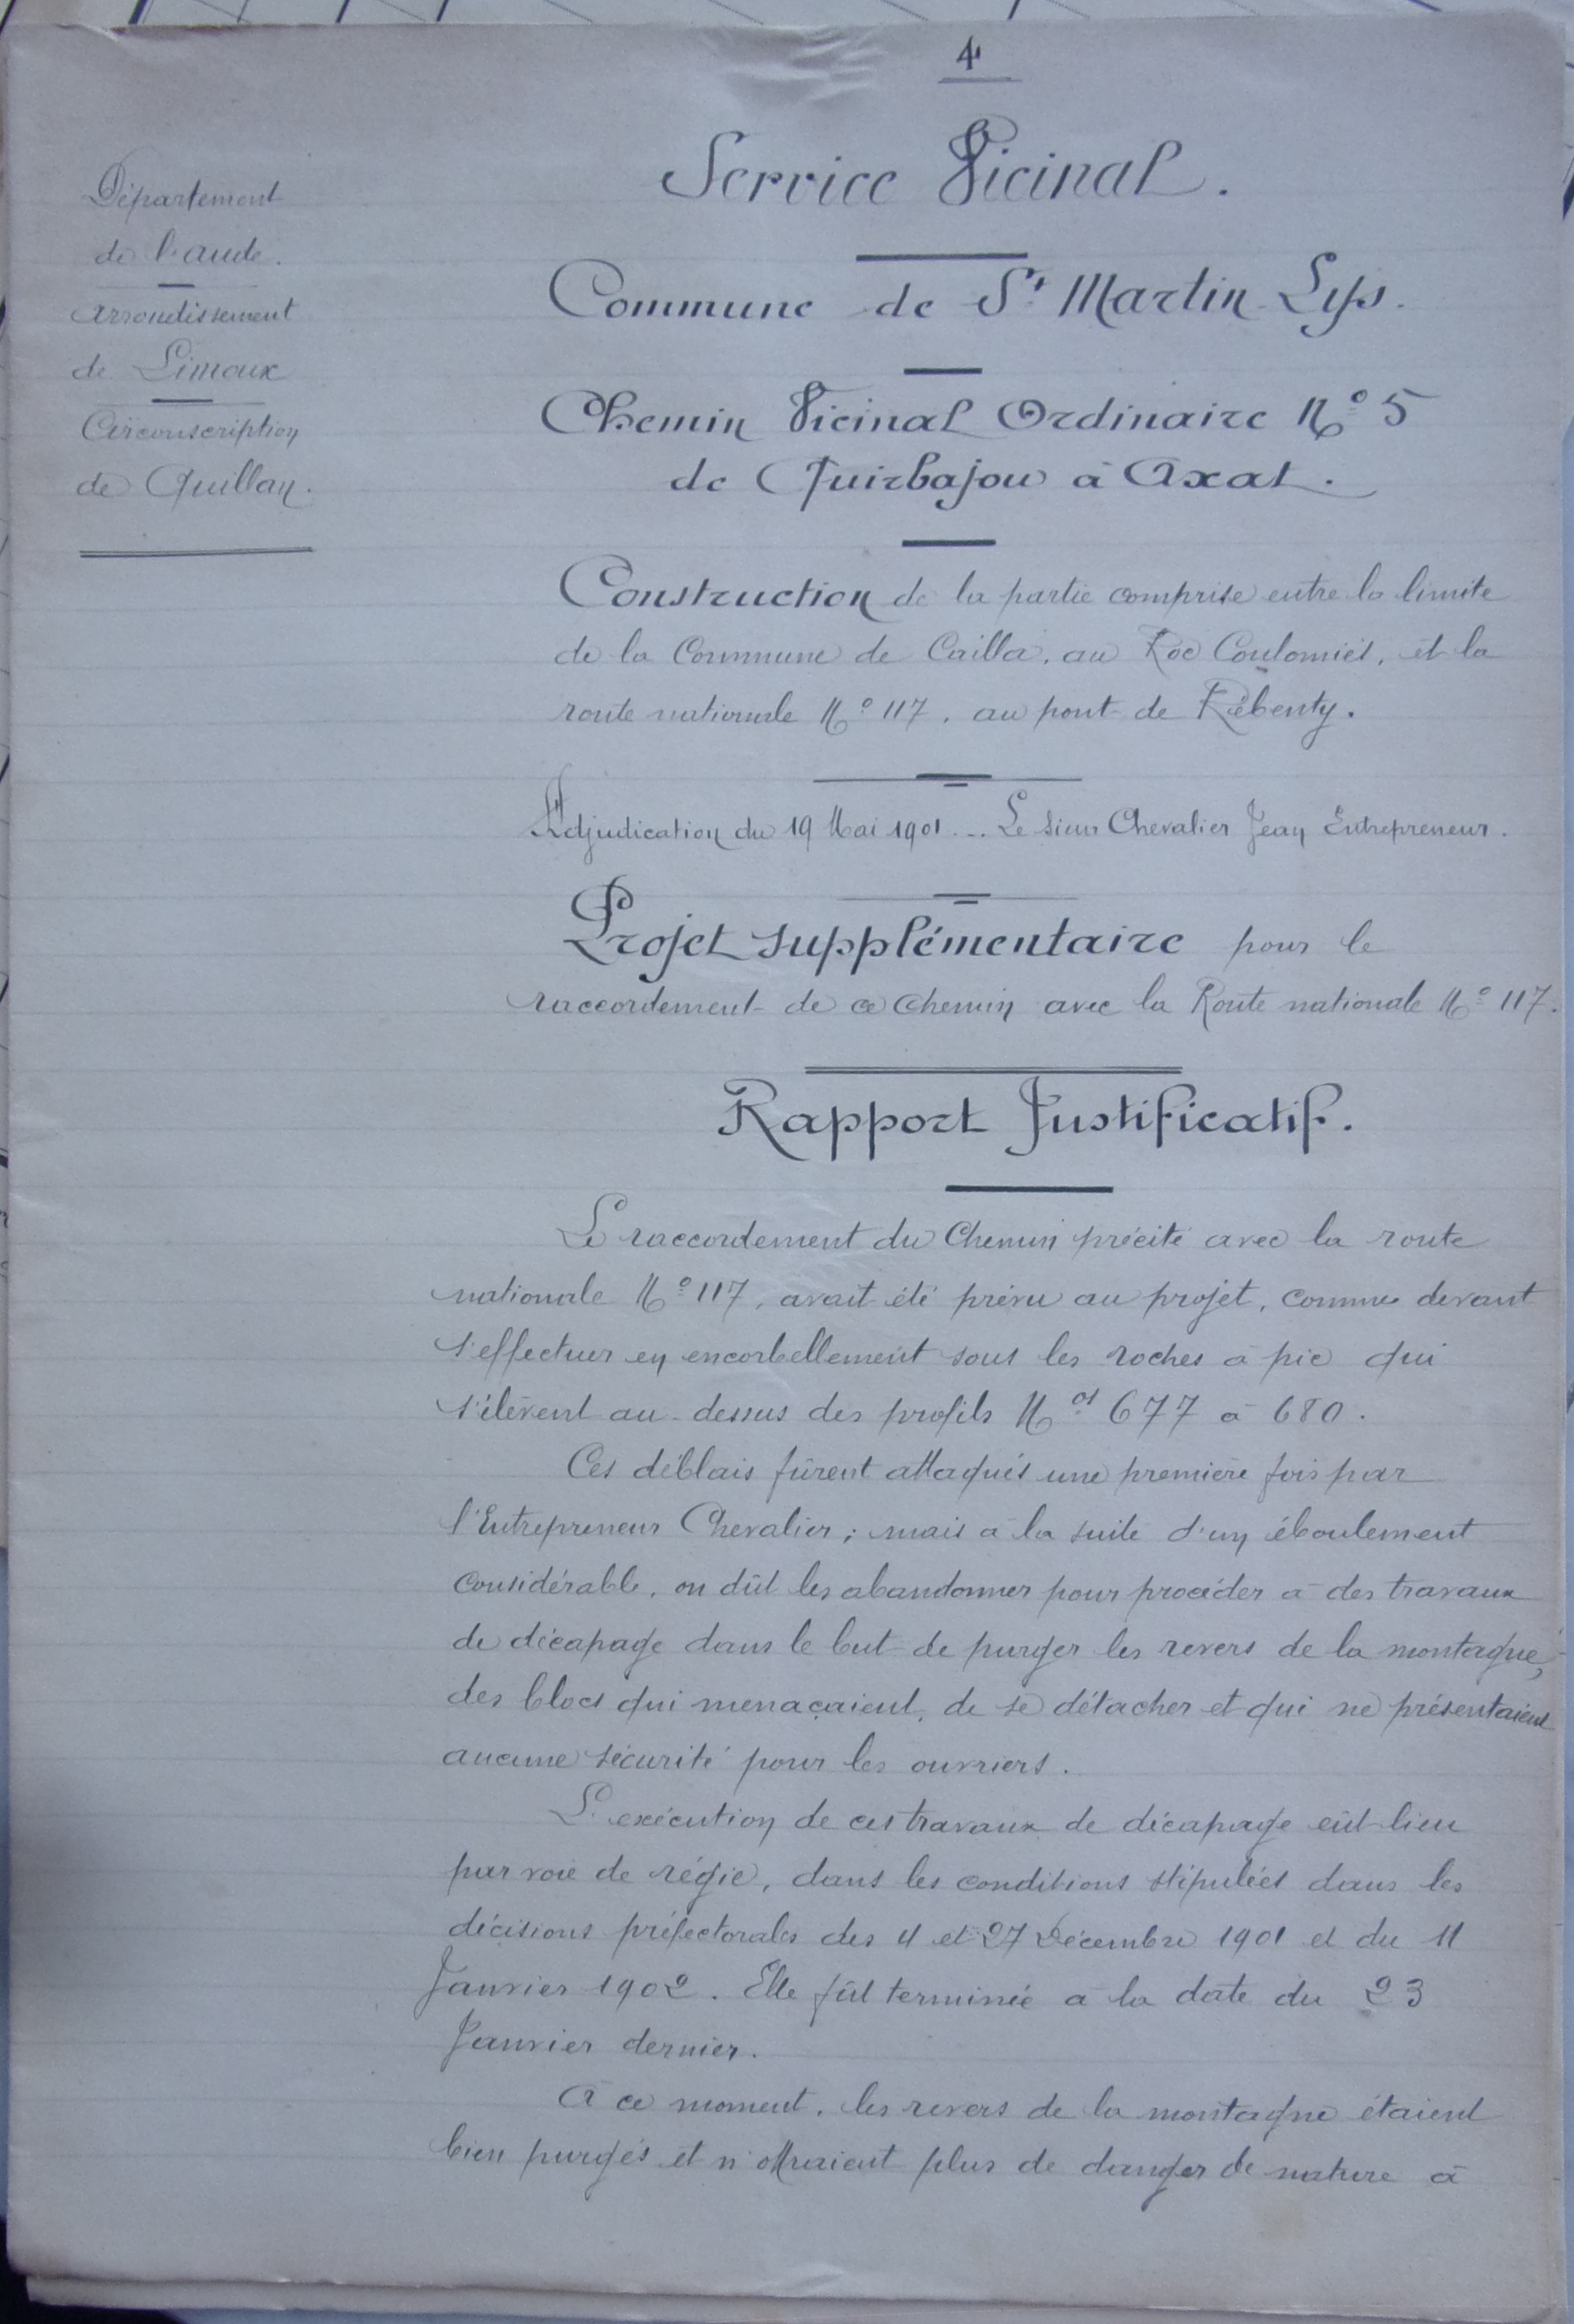 4
Département
de l'aude.
arrondissement
de Limoux
Circonscription
de Quillan.
Service Vicinal.
Commune de St Martin-Lys.
Chemin Vicinal Ordinaire No 5
de Quirbajou à Axat.
Construction de la partie comprise entre la limite
de la Commune de Cailla, au Roc Coulomiés, et la
route nationale No 117, au pont de Rébenty.
Adjudication du 19 Mai 1901... Le sieur Chevalier Jean Entrepreneur.
Projet supplémentaire pour le
raccordement de ce chemin avec la Route nationale No 117.
Rapport Justificatif.
Le raccordement du Chemin précité avec la route
nationale No 117, avait été prévu au projet, comme devant
s'effectuer en encorbellement sous les roches à pic qui
s'élèvent au-dessus des profils Nos 677 à 680.
Ces déblais fûrent attaqués une première fois par
l'Entrepreneur Chevalier; mais à la suite d'un éboulement
considérable, on dût les abandonner pour procéder à des travaux
de décapage dans le but de purger les revers de la montagne,
des blocs qui menaçaient, de se détacher et qui ne présentaient
aucune sécurité pour les ouvriers.
L'exécution de ces travaux de décapage eût lieu
par voie de régie, dans les conditions stipulées dans les
décisions préfectorales des 4 et 27 Décembre 1901 et du 11
Janvier 1902. Elle fût terminée à la date du 23
Janvier dernier.
A ce moment, les revers de la montagne étaient
bien purgés et n'offraient plus de danger de nature à